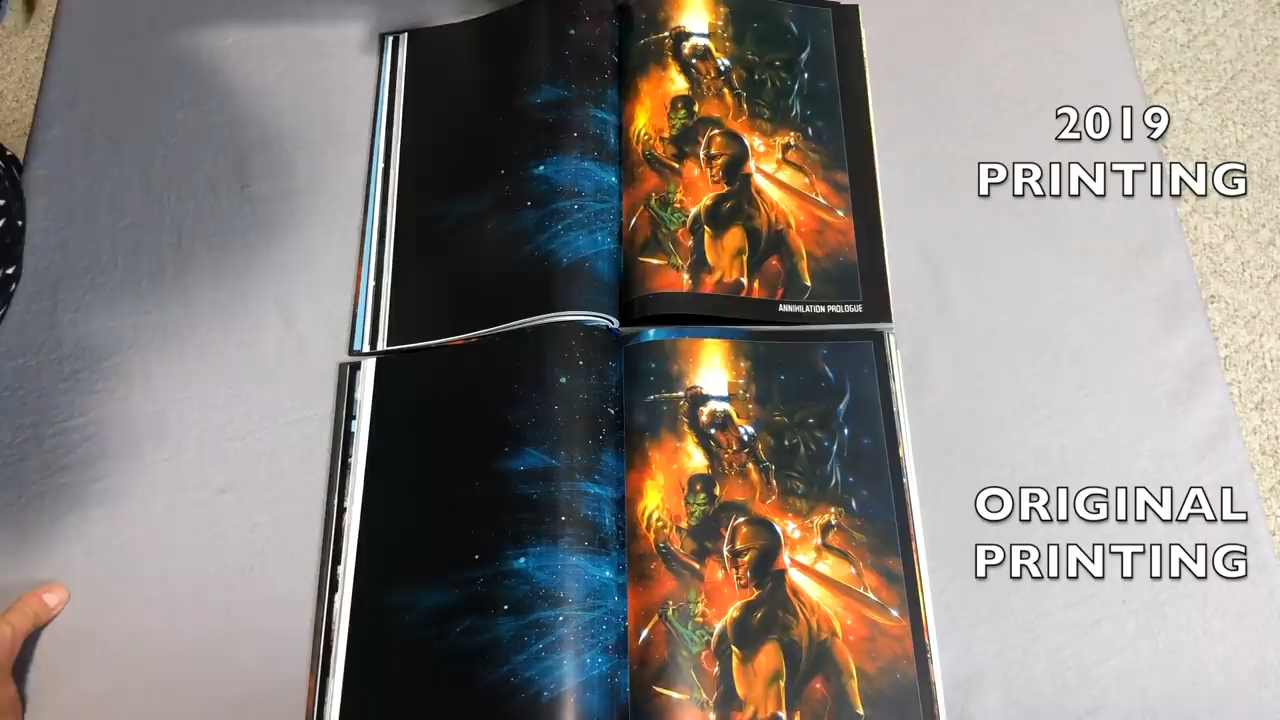 2019
PRINTING
ANNIHILATION PROLOGUE
ORIGINAL
PRINTING